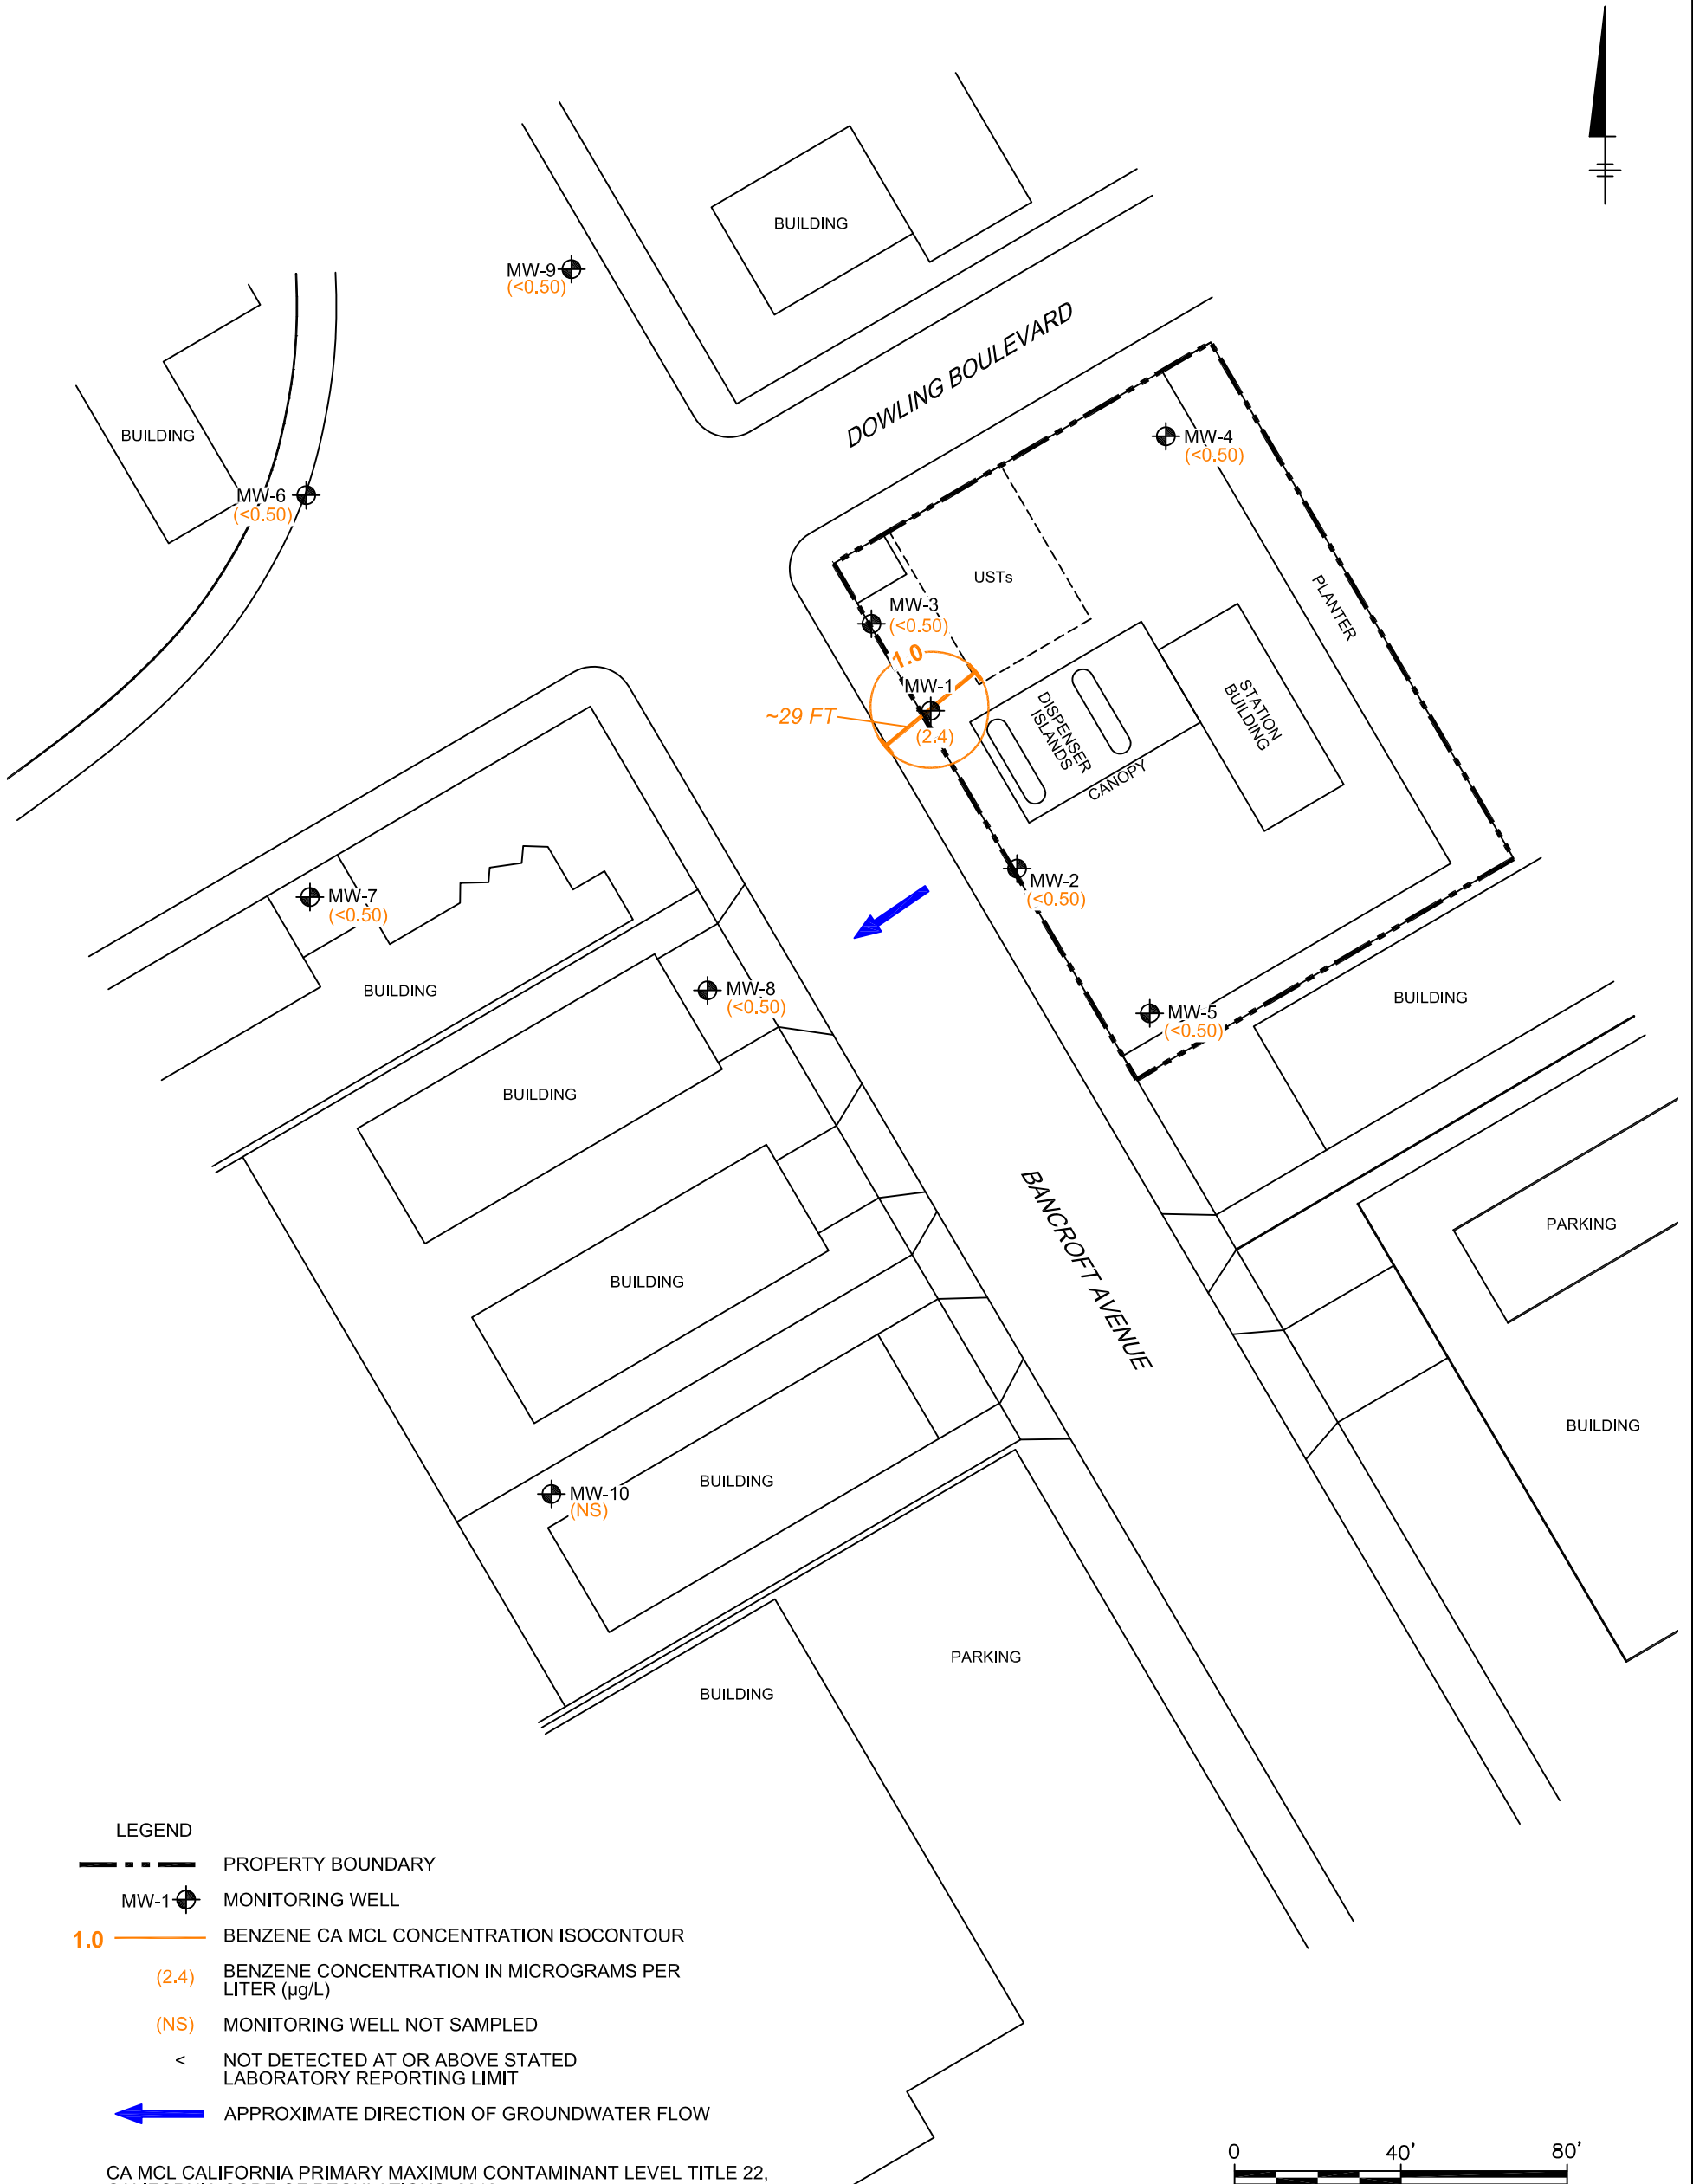 BUILDING
MW-9
(<0.50)
DOWLING BOULEVARD
BUILDING
MW-4
(<0.50)
MW-6
(<0.50)
USTs
PLANTER
MW-3
(<0.50)
1.0
MW-1
(2.4)
~29 FT
DISPENSER
ISLANDS
CANOPY
STATION
BUILDING
MW-2
(<0.50)
MW-7
(<0.50)
BUILDING
MW-8
(<0.50)
MW-5
(<0.50)
BUILDING
BUILDING
BANCROFT AVENUE
PARKING
BUILDING
BUILDING
BUILDING
MW-10
(NS)
PARKING
BUILDING
LEGEND
PROPERTY BOUNDARY
MW-1 MONITORING WELL
1.0 BENZENE CA MCL CONCENTRATION ISOCONTOUR
(2.4) BENZENE CONCENTRATION IN MICROGRAMS PER
LITER (µg/L)
(NS) MONITORING WELL NOT SAMPLED
< NOT DETECTED AT OR ABOVE STATED
LABORATORY REPORTING LIMIT
APPROXIMATE DIRECTION OF GROUNDWATER FLOW
CA MCL CALIFORNIA PRIMARY MAXIMUM CONTAMINANT LEVEL TITLE 22,
0 40' 80'